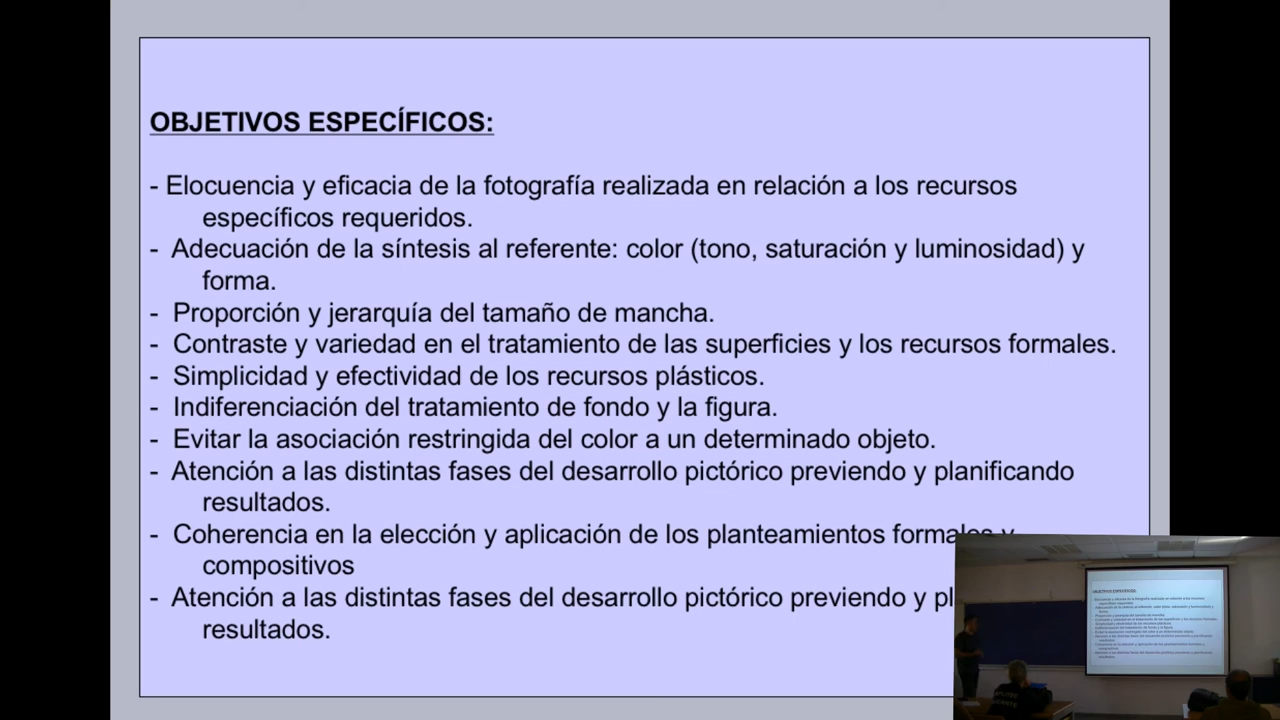 OBJETIVOS ESPECÍFICOS:
- Elocuencia y eficacia de la fotografía realizada en relación a los recursos
específicos requeridos.
- Adecuación de la síntesis al referente: color (tono, saturación y luminosidad) y
forma.
- Proporción y jerarquía del tamaño de mancha.
- Contraste y variedad en el tratamiento de las superficies y los recursos formales.
- Simplicidad y efectividad de los recursos plásticos.
- Indiferenciación del tratamiento de fondo y la figura.
- Evitar la asociación restringida del color a un determinado objeto.
- Atención a las distintas fases del desarrollo pictórico previendo y planificando
resultados.
- Coherencia en la elección y aplicación de los planteamientos formales y
compositivos
- Atención a las distintas fases del desarrollo pictórico previendo y pl
resultados.